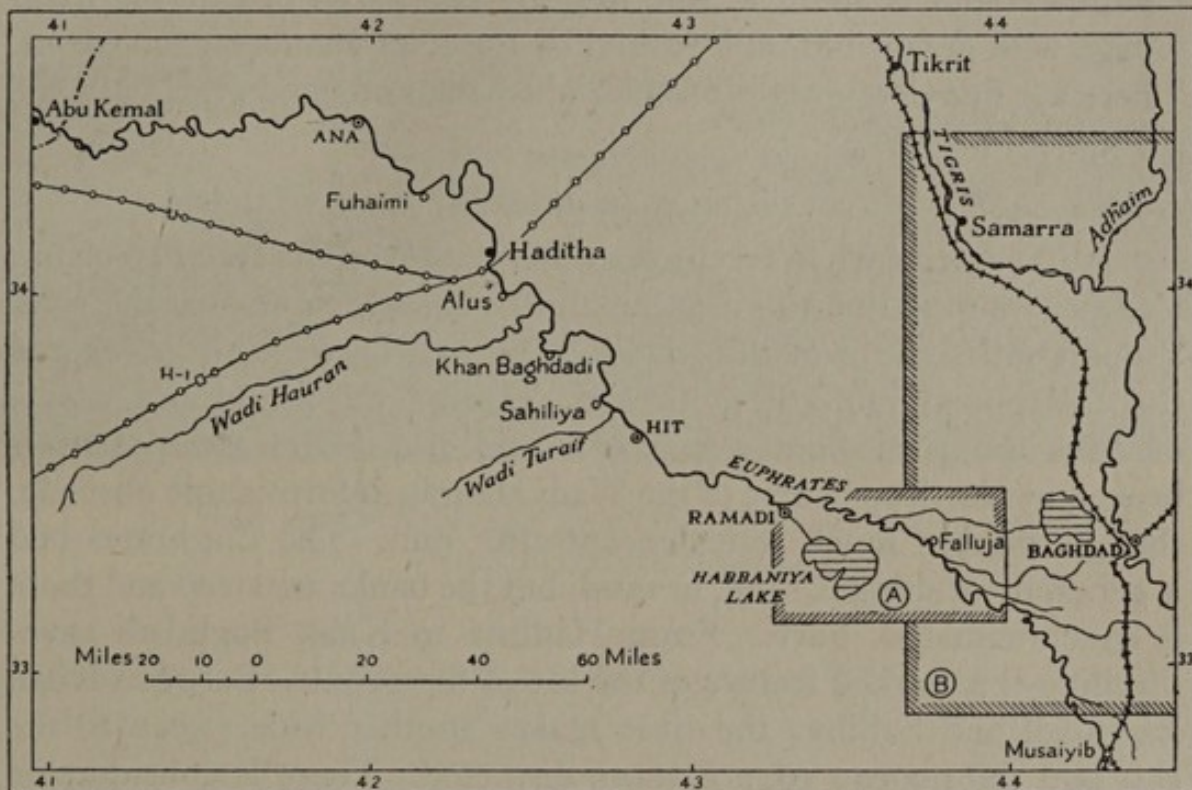 41 42 43 44
Abu Kemal
ANA
Fuhaimi
Haditha
Alus
Tikrit
TIGRIS
Samarra
Adhaim
34 34
H-1
Wadi Hauran
Khan Baghdadi
Sahiliya
HIT
Wadi Turaif
EUPHRATES
RAMADI
Falluja
BAGHDAD
HABBANIYA
LAKE
A
Miles 20 10 0 20 40 60 Miles
33 33
B
Musaiyib
41 42 43 44